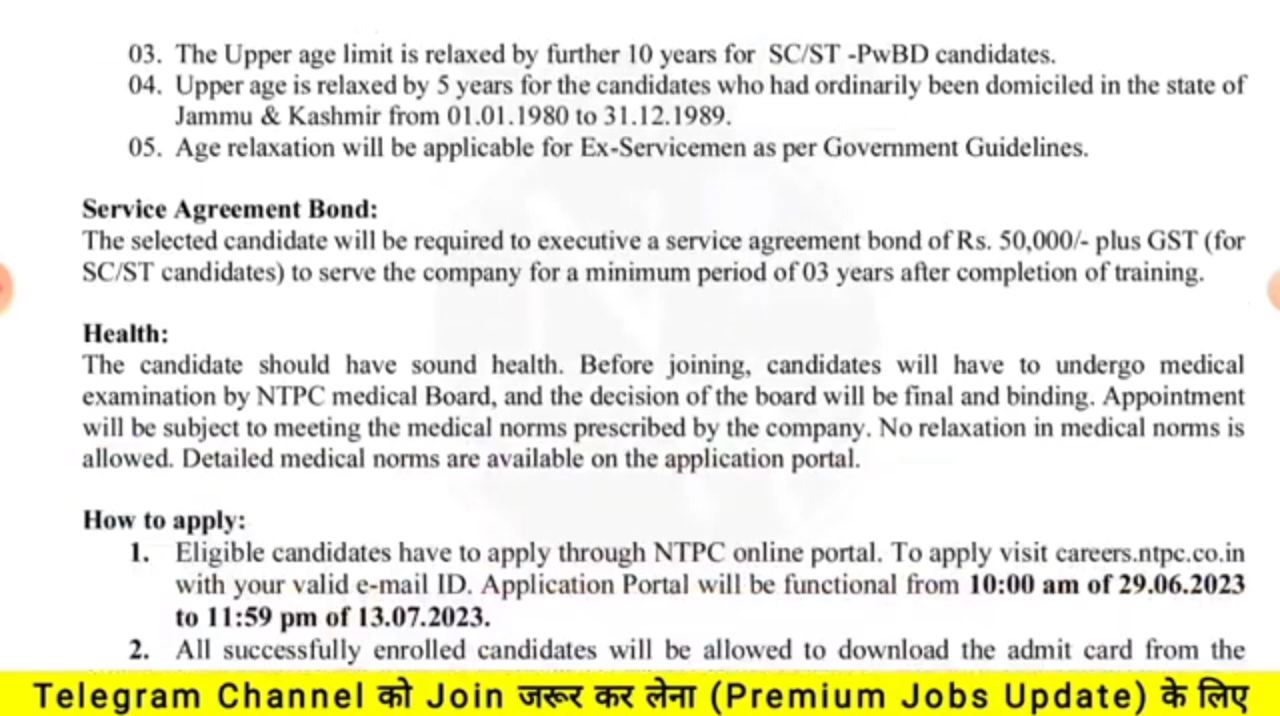 03. The Upper age limit is relaxed by further 10 years for SC/ST -PwBD candidates.
04. Upper age is relaxed by 5 years for the candidates who had ordinarily been domiciled in the state of
Jammu & Kashmir from 01.01.1980 to 31.12.1989.
05. Age relaxation will be applicable for Ex-Servicemen as per Government Guidelines.
Service Agreement Bond:
The selected candidate will be required to executive a service agreement bond of Rs. 50,000/- plus GST (for
SC/ST candidates) to serve the company for a minimum period of 03 years after completion of training.
Health:
The candidate should have sound health. Before joining, candidates will have to undergo medical
examination by NTPC medical Board, and the decision of the board will be final and binding. Appointment
will be subject to meeting the medical norms prescribed by the company. No relaxation in medical norms is
allowed. Detailed medical norms are available on the application portal.
How to apply:
1. Eligible candidates have to apply through NTPC online portal. To apply visit careers.ntpc.co.in
with your valid e-mail ID. Application Portal will be functional from 10:00 am of 29.06.2023
to 11:59 pm of 13.07.2023.
2. All successfully enrolled candidates will be allowed to download the admit card from the
Telegram Channel को Join जरूर कर लेना (Premium Jobs Update) के लिए